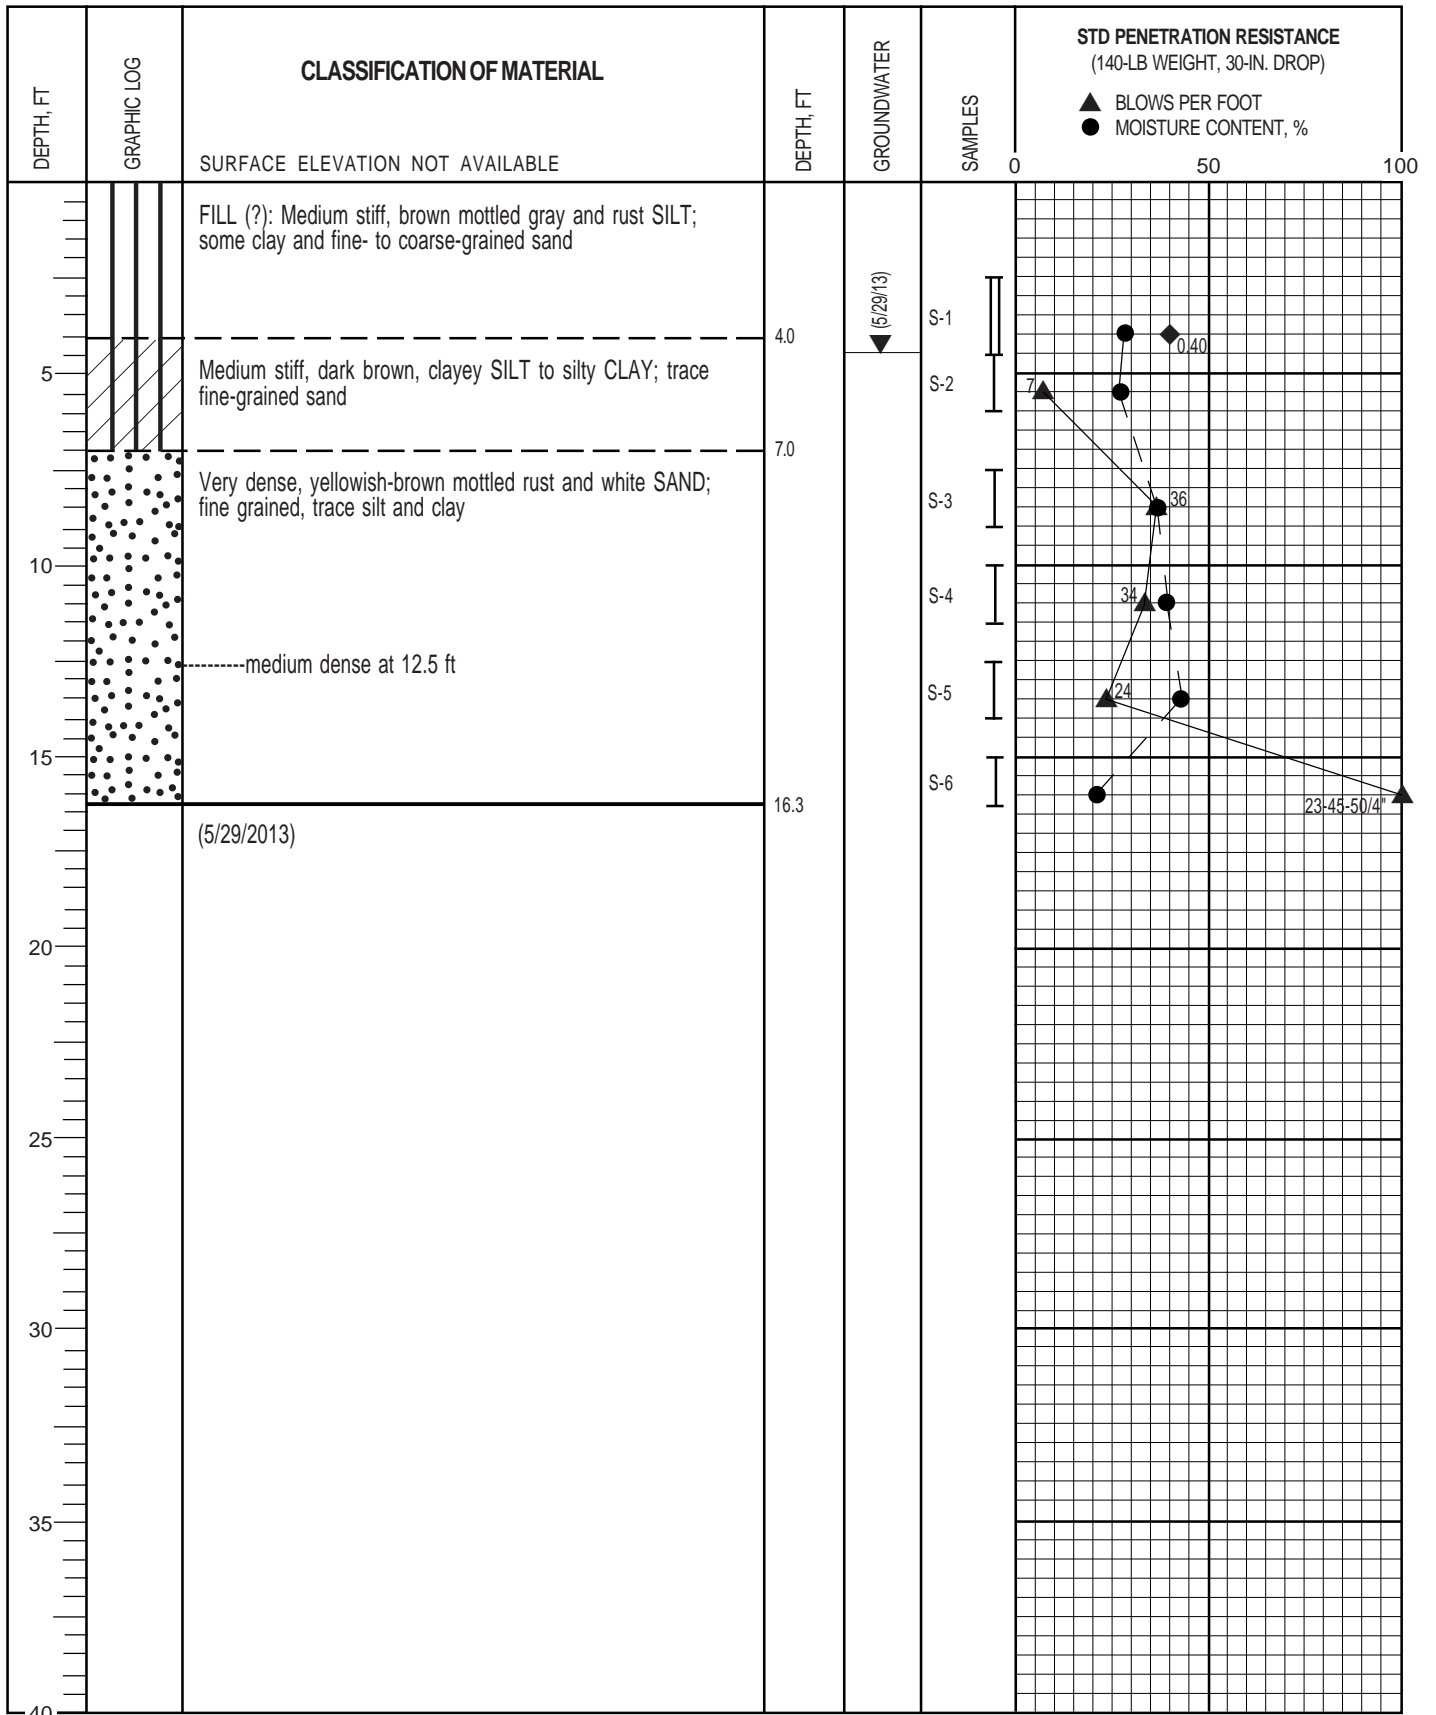 DEPTH, FT
GRAPHIC LOG
CLASSIFICATION OF MATERIAL
SURFACE ELEVATION NOT AVAILABLE
DEPTH, FT
GROUNDWATER
SAMPLES
STD PENETRATION RESISTANCE
(140-LB WEIGHT, 30-IN. DROP)
BLOWS PER FOOT
MOISTURE CONTENT, %
0 50 100
FILL (?): Medium stiff, brown mottled gray and rust SILT;
some clay and fine- to coarse-grained sand
(5/29/13)
S-1
4.0
0.40
5
Medium stiff, dark brown, clayey SILT to silty CLAY; trace
fine-grained sand
S-2
7
7.0
Very dense, yellowish-brown mottled rust and white SAND;
fine grained, trace silt and clay
S-3
36
10
S-4
34
medium dense at 12.5 ft
S-5
24
15
S-6
16.3
23-45-50/4"
(5/29/2013)
20
25
30
35
40